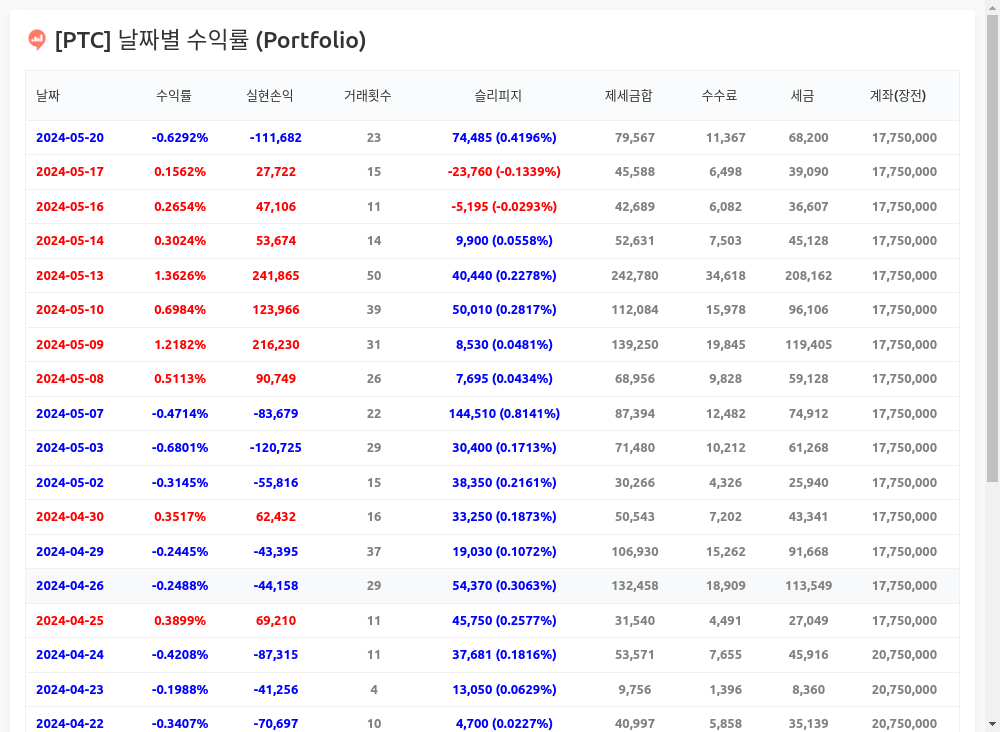 [PTC] 날짜별 수익률 (Portfolio)
날짜 수익률 실현손익 거래횟수 슬리피지 제세금합 수수료 세금 계좌(장전)
2024-05-20 -0.6292% -111,682 23 74,485 (0.4196%) 79,567 11,367 68,200 17,750,000
2024-05-17 0.1562% 27,722 15 -23,760 (-0.1339%) 45,588 6,498 39,090 17,750,000
2024-05-16 0.2654% 47,106 11 -5,195 (-0.0293%) 42,689 6,082 36,607 17,750,000
2024-05-14 0.3024% 53,674 14 9,900 (0.0558%) 52,631 7,503 45,128 17,750,000
2024-05-13 1.3626% 241,865 50 40,440 (0.2278%) 242,780 34,618 208,162 17,750,000
2024-05-10 0.6984% 123,966 39 50,010 (0.2817%) 112,084 15,978 96,106 17,750,000
2024-05-09 1.2182% 216,230 31 8,530 (0.0481%) 139,250 19,845 119,405 17,750,000
2024-05-08 0.5113% 90,749 26 7,695 (0.0434%) 68,956 9,828 59,128 17,750,000
2024-05-07 -0.4714% -83,679 22 144,510 (0.8141%) 87,394 12,482 74,912 17,750,000
2024-05-03 -0.6801% -120,725 29 30,400 (0.1713%) 71,480 10,212 61,268 17,750,000
2024-05-02 -0.3145% -55,816 15 38,350 (0.2161%) 30,266 4,326 25,940 17,750,000
2024-04-30 0.3517% 62,432 16 33,250 (0.1873%) 50,543 7,202 43,341 17,750,000
2024-04-29 -0.2445% -43,395 37 19,030 (0.1072%) 106,930 15,262 91,668 17,750,000
2024-04-26 -0.2488% -44,158 29 54,370 (0.3063%) 132,458 18,909 113,549 17,750,000
2024-04-25 0.3899% 69,210 11 45,750 (0.2577%) 31,540 4,491 27,049 17,750,000
2024-04-24 -0.4208% -87,315 11 37,681 (0.1816%) 53,571 7,655 45,916 20,750,000
2024-04-23 -0.1988% -41,256 4 13,050 (0.0629%) 9,756 1,396 8,360 20,750,000
2024-04-22 -0.3407% -70,697 10 4,700 (0.0227%) 40,997 5,858 35,139 20,750,000